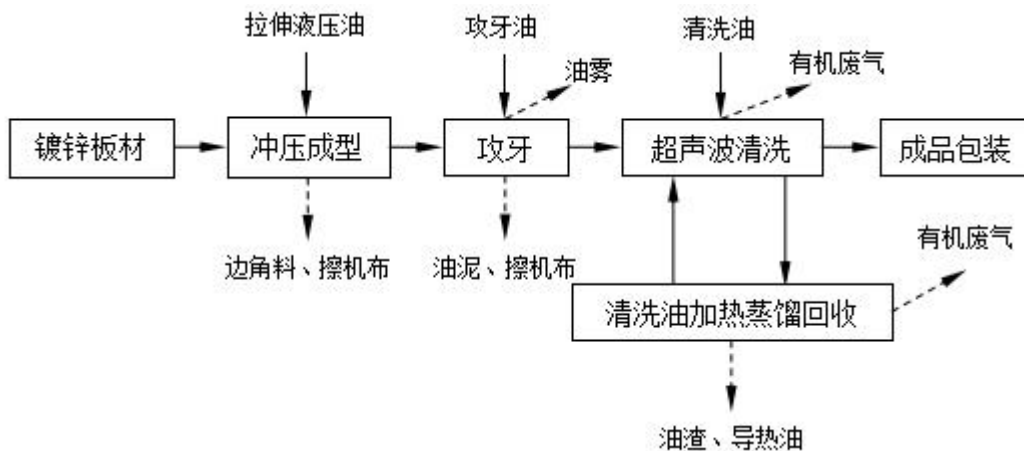 拉伸液压油
攻牙油
清洗油
油雾
有机废气
镀锌板材
冲压成型
攻牙
超声波清洗
成品包装
边角料、擦机布
油泥、擦机布
有机废气
清洗油加热蒸馏回收
油渣、导热油